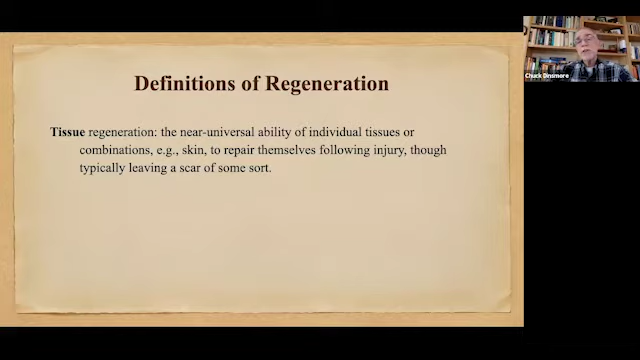 Definitions of Regeneration
Tissue regeneration: the near-universal ability of individual tissues or
combinations, e.g., skin, to repair themselves following injury, though
typically leaving a scar of some sort.
Chuck Dinsmore